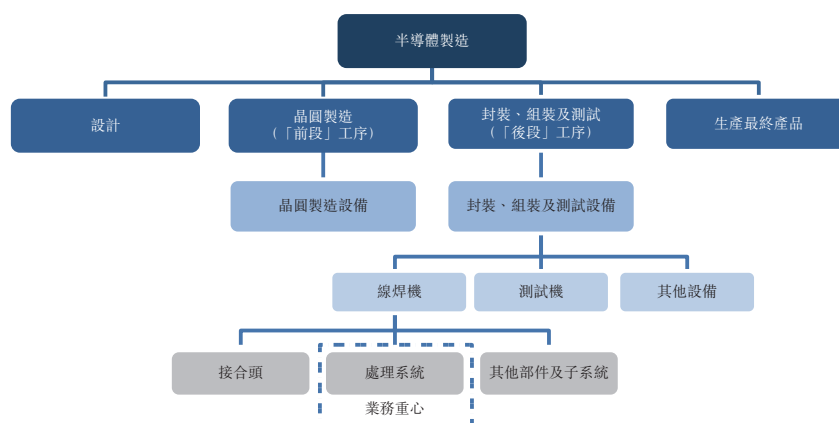 半導體製造
設計
晶圓製造
(「前段」工序)
封裝、組裝及測試
(「後段」工序)
生產最終產品
晶圓製造設備
封裝、組裝及測試設備
線焊機
測試機
其他設備
接合頭
處理系統
其他部件及子系統
業務重心